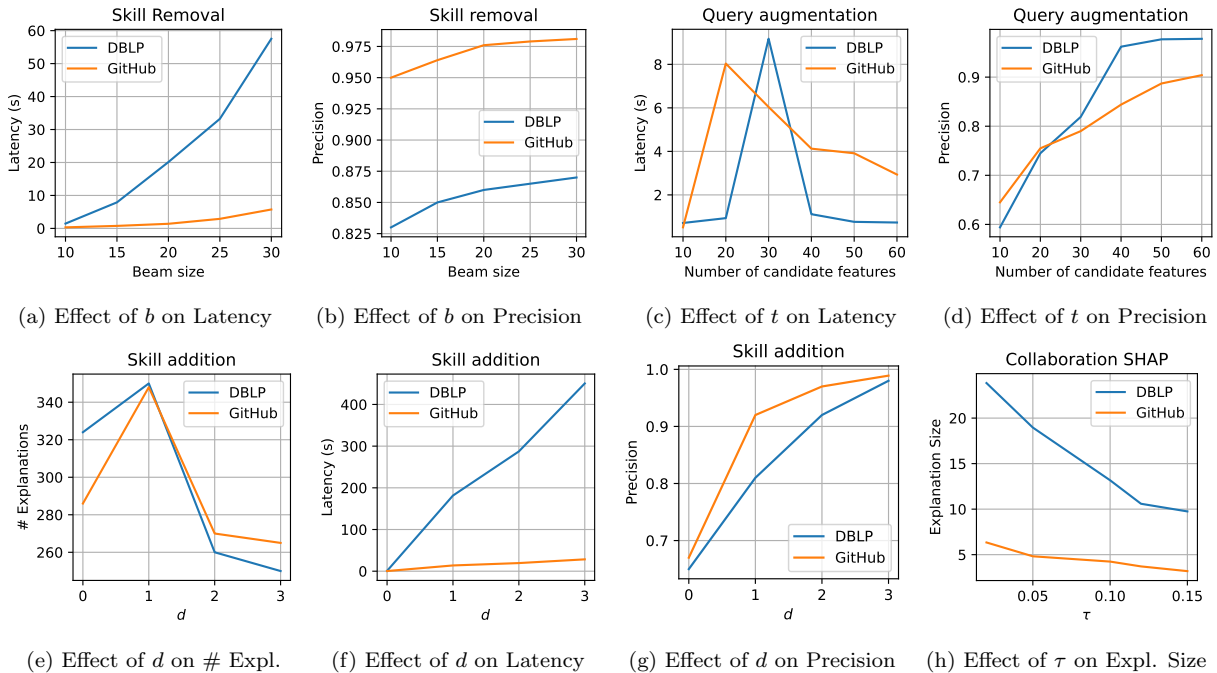 Skill Removal
Latency (s)
60
50
40
30
20
10
0
DBLP
GitHub
10 15 20 25 30
Beam size
(a) Effect of b on Latency
Skill removal
Precision
0.975
0.950
0.925
0.900
0.875
0.850
0.825
DBLP
GitHub
10 15 20 25 30
Beam size
(b) Effect of b on Precision
Query augmentation
Latency (s)
8
6
4
2
DBLP
GitHub
10 20 30 40 50 60
Number of candidate features
(c) Effect of t on Latency
Query augmentation
Precision
0.9
0.8
0.7
0.6
DBLP
GitHub
10 20 30 40 50 60
Number of candidate features
(d) Effect of t on Precision
Skill addition
# Explanations
340
320
300
280
260
DBLP
GitHub
0 1 2 3
d
(e) Effect of d on # Expl.
Skill addition
Latency (s)
400
300
200
100
0
DBLP
GitHub
0 1 2 3
d
(f) Effect of d on Latency
Skill addition
Precision
1.0
0.9
0.8
0.7
DBLP
GitHub
0 1 2 3
d
(g) Effect of d on Precision
Collaboration SHAP
Explanation Size
20
15
10
5
DBLP
GitHub
0.05 0.10 0.15
τ
(h) Effect of τ on Expl. Size